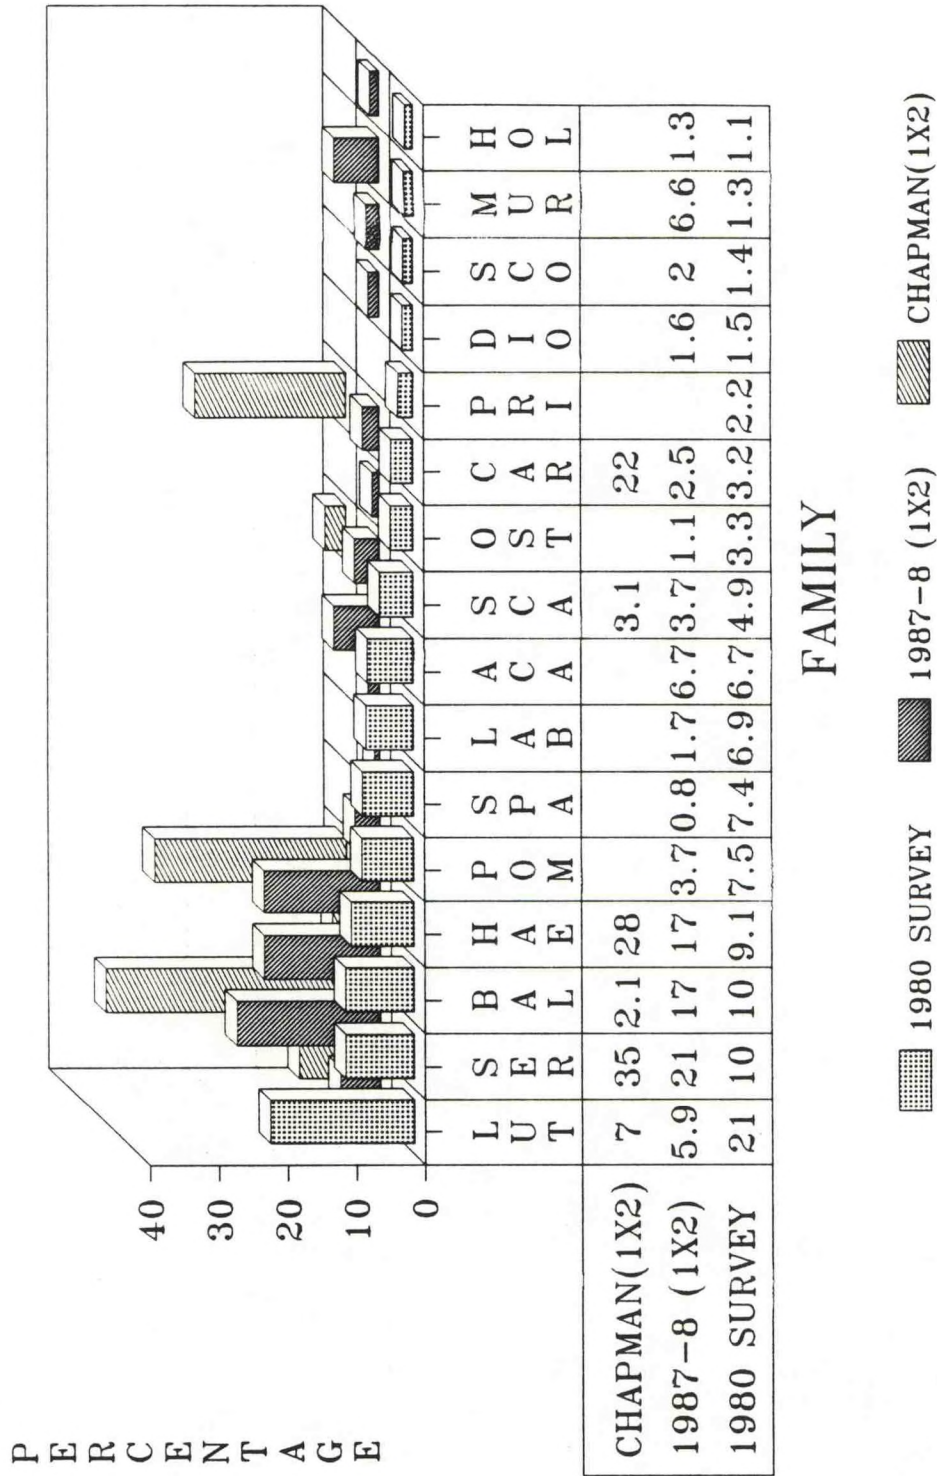 PERCENTAGE
40
30
20
10
0
LUT SER BAL HAE POM SPA LAB ACA SCA OST CAR PRI DIO SCO MUR HOL
CHAPMAN(1X2) 7 35 2.1 28 3.1 22
1987-8 (1X2) 5.9 21 17 17 3.7 0.8 1.7 6.7 3.7 1.1 2.5 1.6 2 6.6 1.3
1980 SURVEY 21 10 10 9.1 7.5 7.4 6.9 6.7 4.9 3.3 3.2 2.2 1.5 1.4 1.3 1.1
FAMILY
1980 SURVEY 1987-8 (1X2) CHAPMAN(1X2)